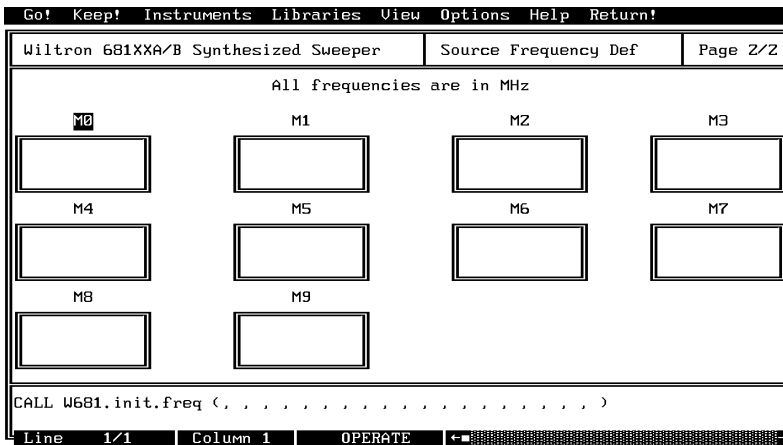 Go! Keep! Instruments Libraries View Options Help Return!
Wiltron 681XXA/B Synthesized Sweeper Source Frequency Def Page 2/2
All frequencies are in MHz
M0 M1 M2 M3
M4 M5 M6 M7
M8 M9
CALL W681.init.freq (, , , , , , , , , , , , , , , , , , , )
Line 1/1 Column 1 OPERATE ←